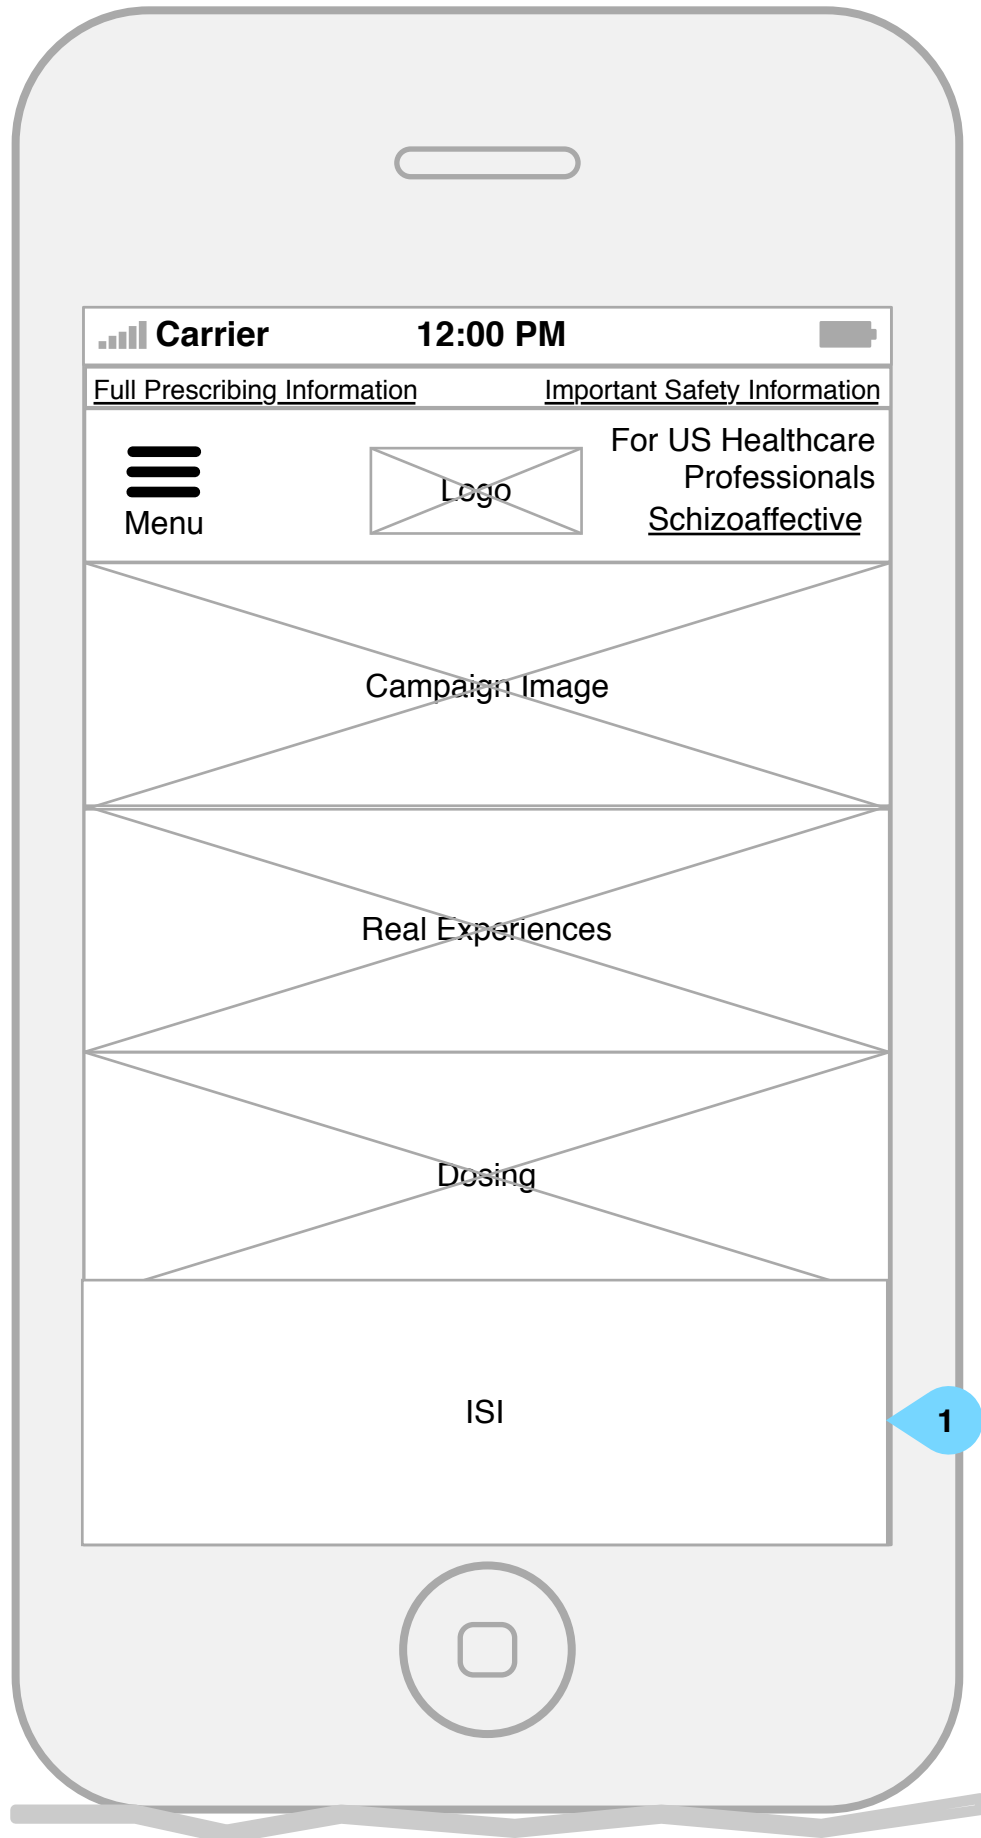 Carrier 12:00 PM
Full Prescribing Information Important Safety Information
For US Healthcare
Professionals
Menu
Logo
Schizoaffective
Campaign Image
Real Experiences
Dosing
ISI
1